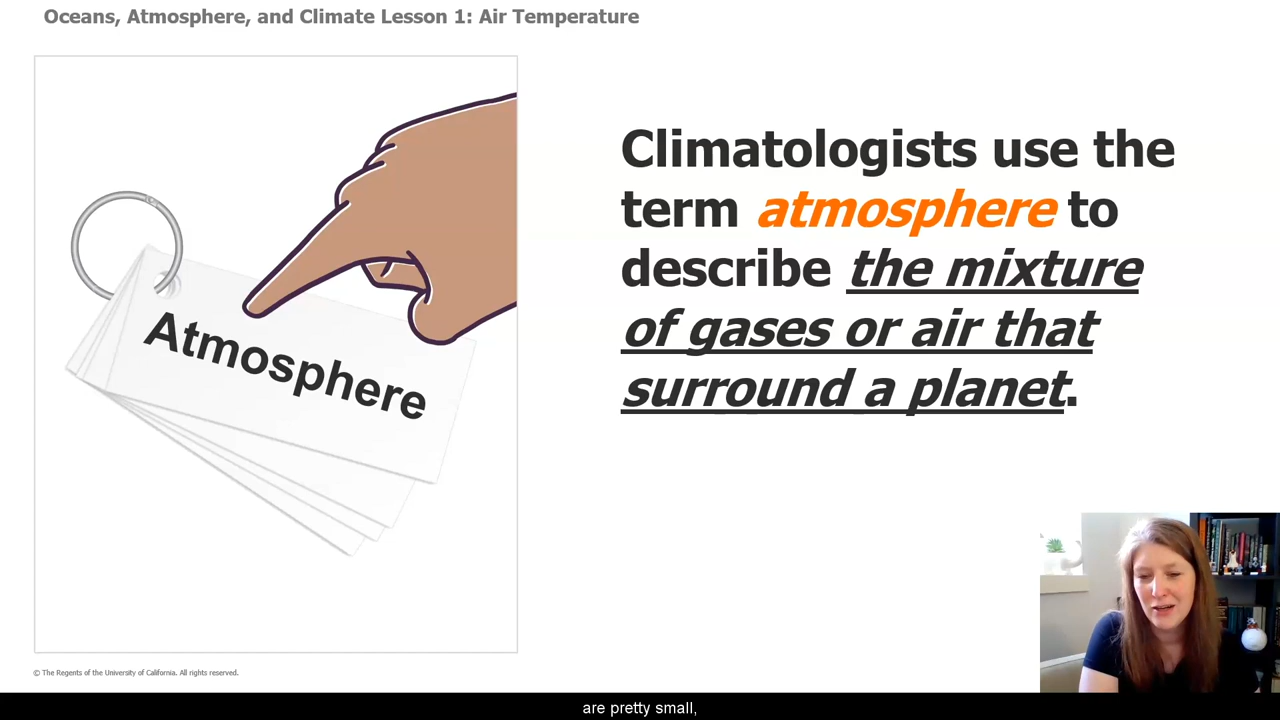 Oceans, Atmosphere, and Climate Lesson 1: Air Temperature
Atmosphere
Climatologists use the
term atmosphere to
describe the mixture
of gases or air that
surround a planet.
© The Regents of the University of California. All rights reserved.
are pretty small,